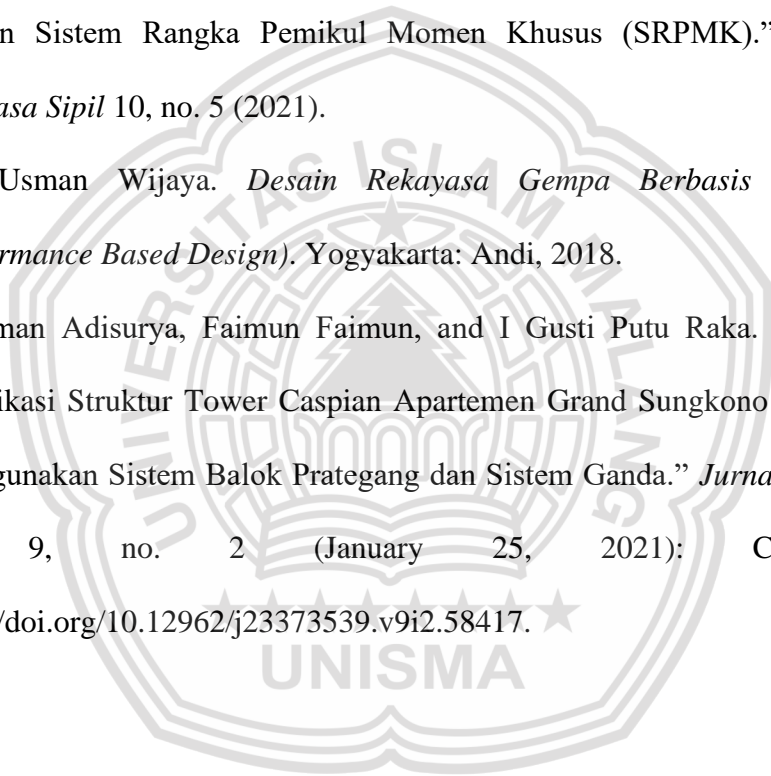 n Sistem Rangka Pemikul Momen Khusus (SRPMK).”
asa Sipil 10, no. 5 (2021).
Usman Wijaya. Desain Rekayasa Gempa Berbasis
rmance Based Design). Yogyakarta: Andi, 2018.
man Adisurya, Faimun Faimun, and I Gusti Putu Raka.
ikasi Struktur Tower Caspian Apartemen Grand Sungkono
gunakan Sistem Balok Prategang dan Sistem Ganda.” Jurna
9, no. 2 (January 25, 2021): C
/doi.org/10.12962/j23373539.v9i2.58417.
UNIVERSITAS ISLAM MALANG
UNISMA